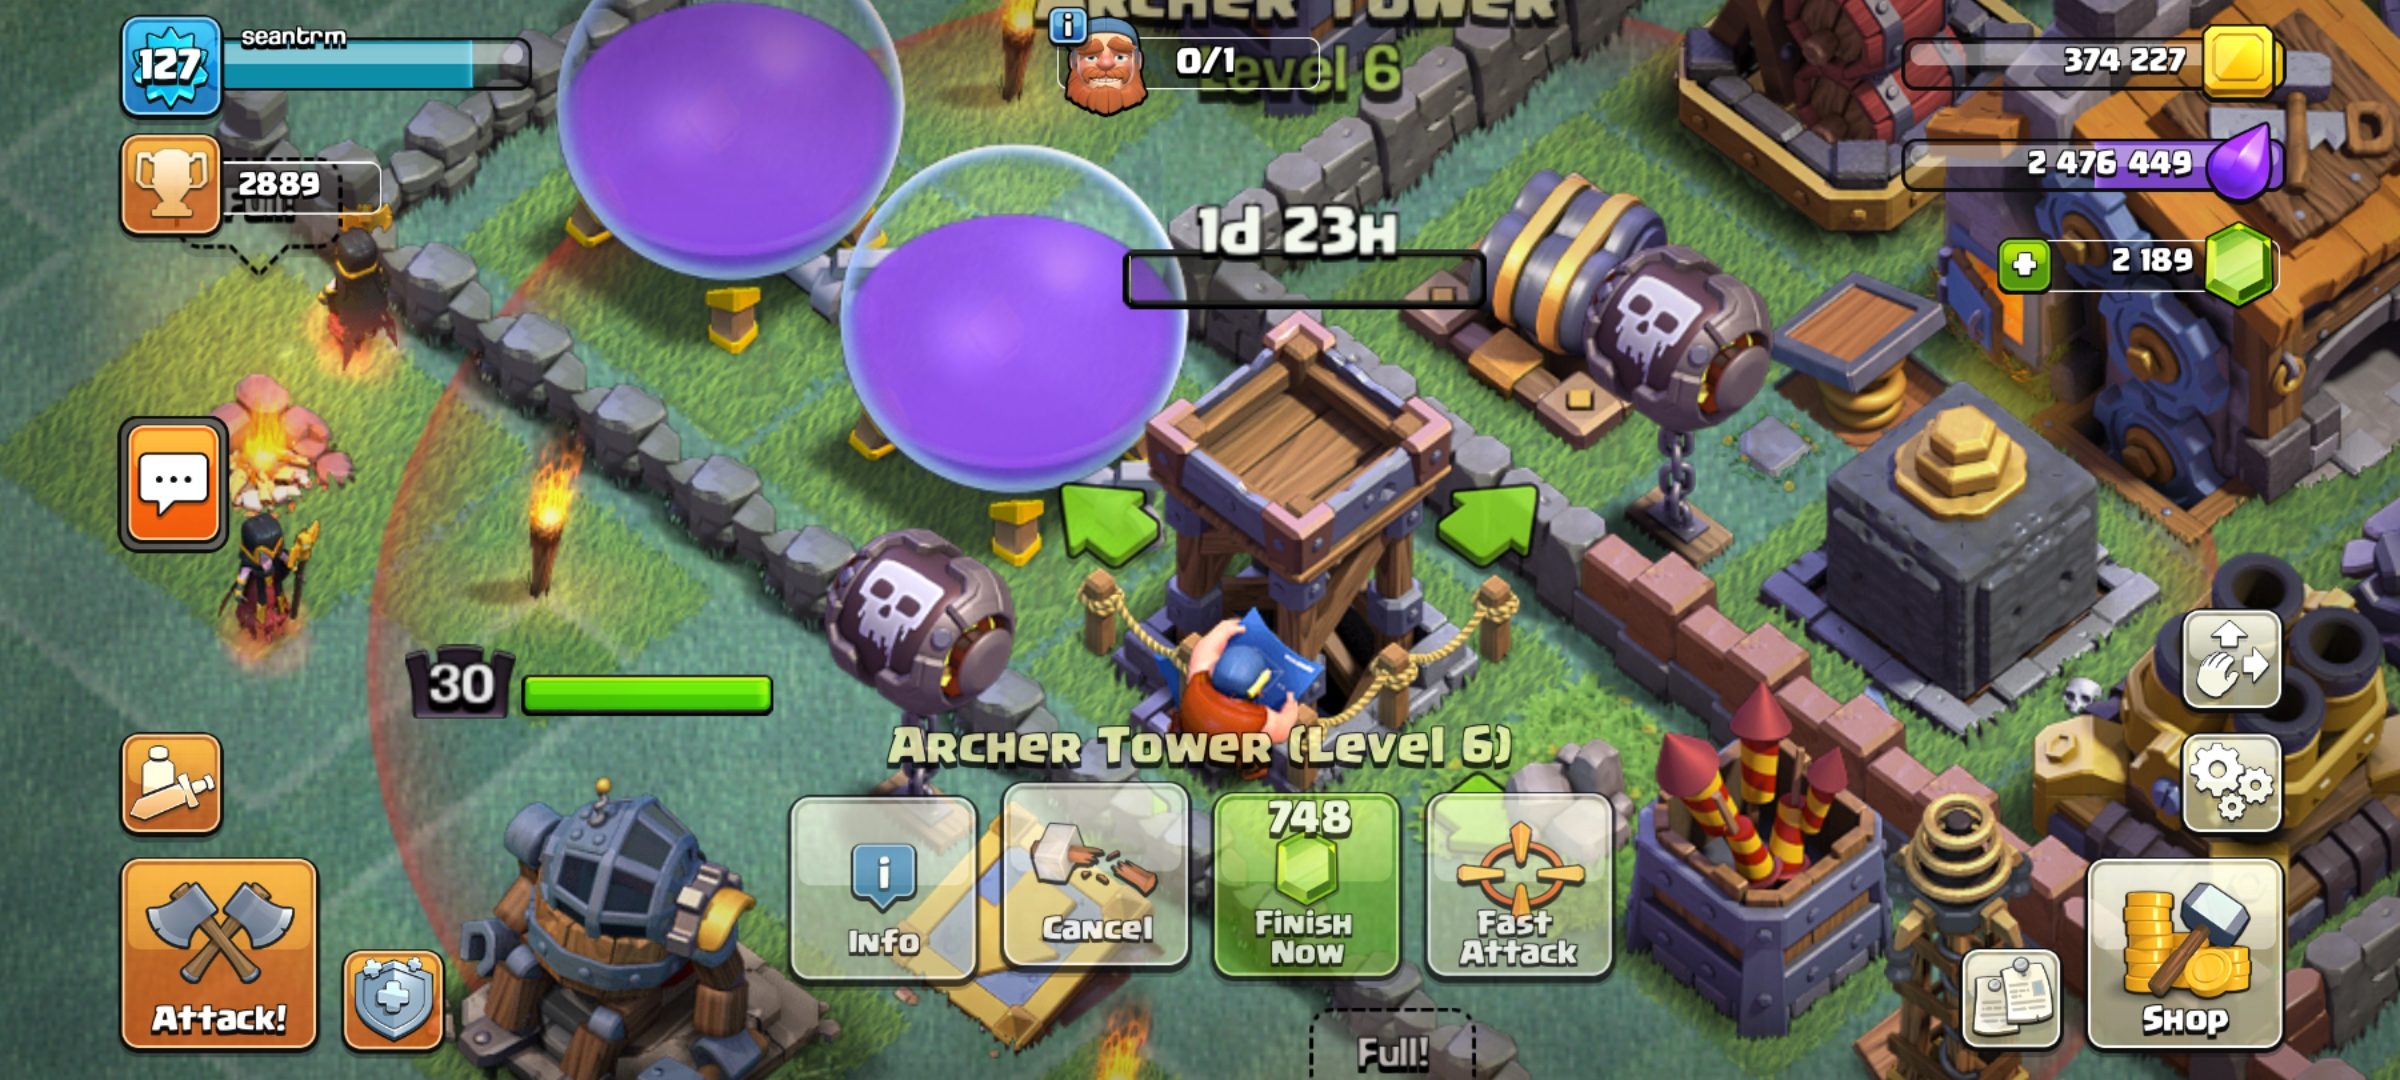 Archer Tower
127
seantrm
0/1
Level 6
374 227
2889
Full!
2 476 449
1d 23H
2 189
30
Archer Tower (Level 6)
748
Info
Cancel
Finish
Now
Fast
Attack
Attack!
Shop
Full!